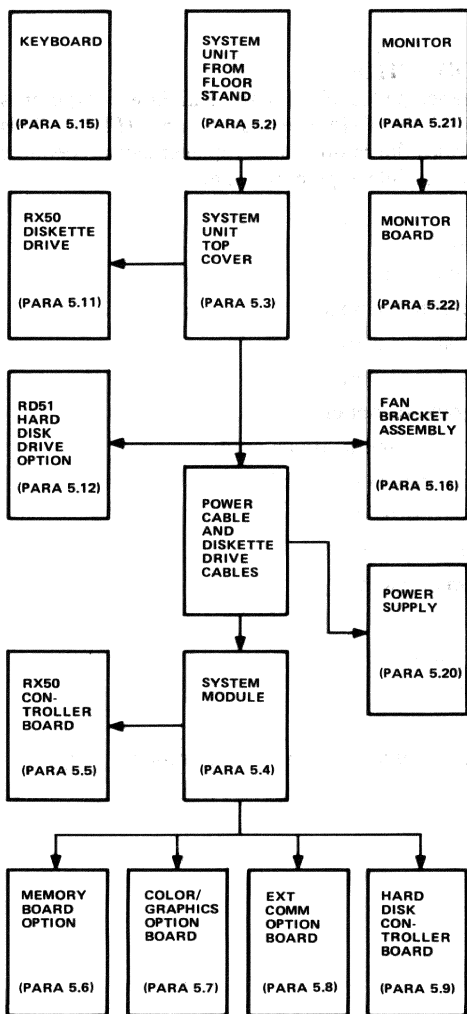 KEYBOARD
(PARA 5.15)
SYSTEM
UNIT
FROM
FLOOR
STAND
(PARA 5.2)
MONITOR
(PARA 5.21)
RX50
DISKETTE
DRIVE
(PARA 5.11)
SYSTEM
UNIT
TOP
COVER
(PARA 5.3)
MONITOR
BOARD
(PARA 5.22)
RD51
HARD
DISK
DRIVE
OPTION
(PARA 5.12)
FAN
BRACKET
ASSEMBLY
(PARA 5.16)
POWER
CABLE
AND
DISKETTE
DRIVE
CABLES
POWER
SUPPLY
(PARA 5.20)
RX50
CON-
TROLLER
BOARD
(PARA 5.5)
SYSTEM
MODULE
(PARA 5.4)
MEMORY
BOARD
OPTION
(PARA 5.6)
COLOR/
GRAPHICS
OPTION
BOARD
(PARA 5.7)
EXT
COMM
OPTION
BOARD
(PARA 5.8)
HARD
DISK
CON-
TROLLER
BOARD
(PARA 5.9)